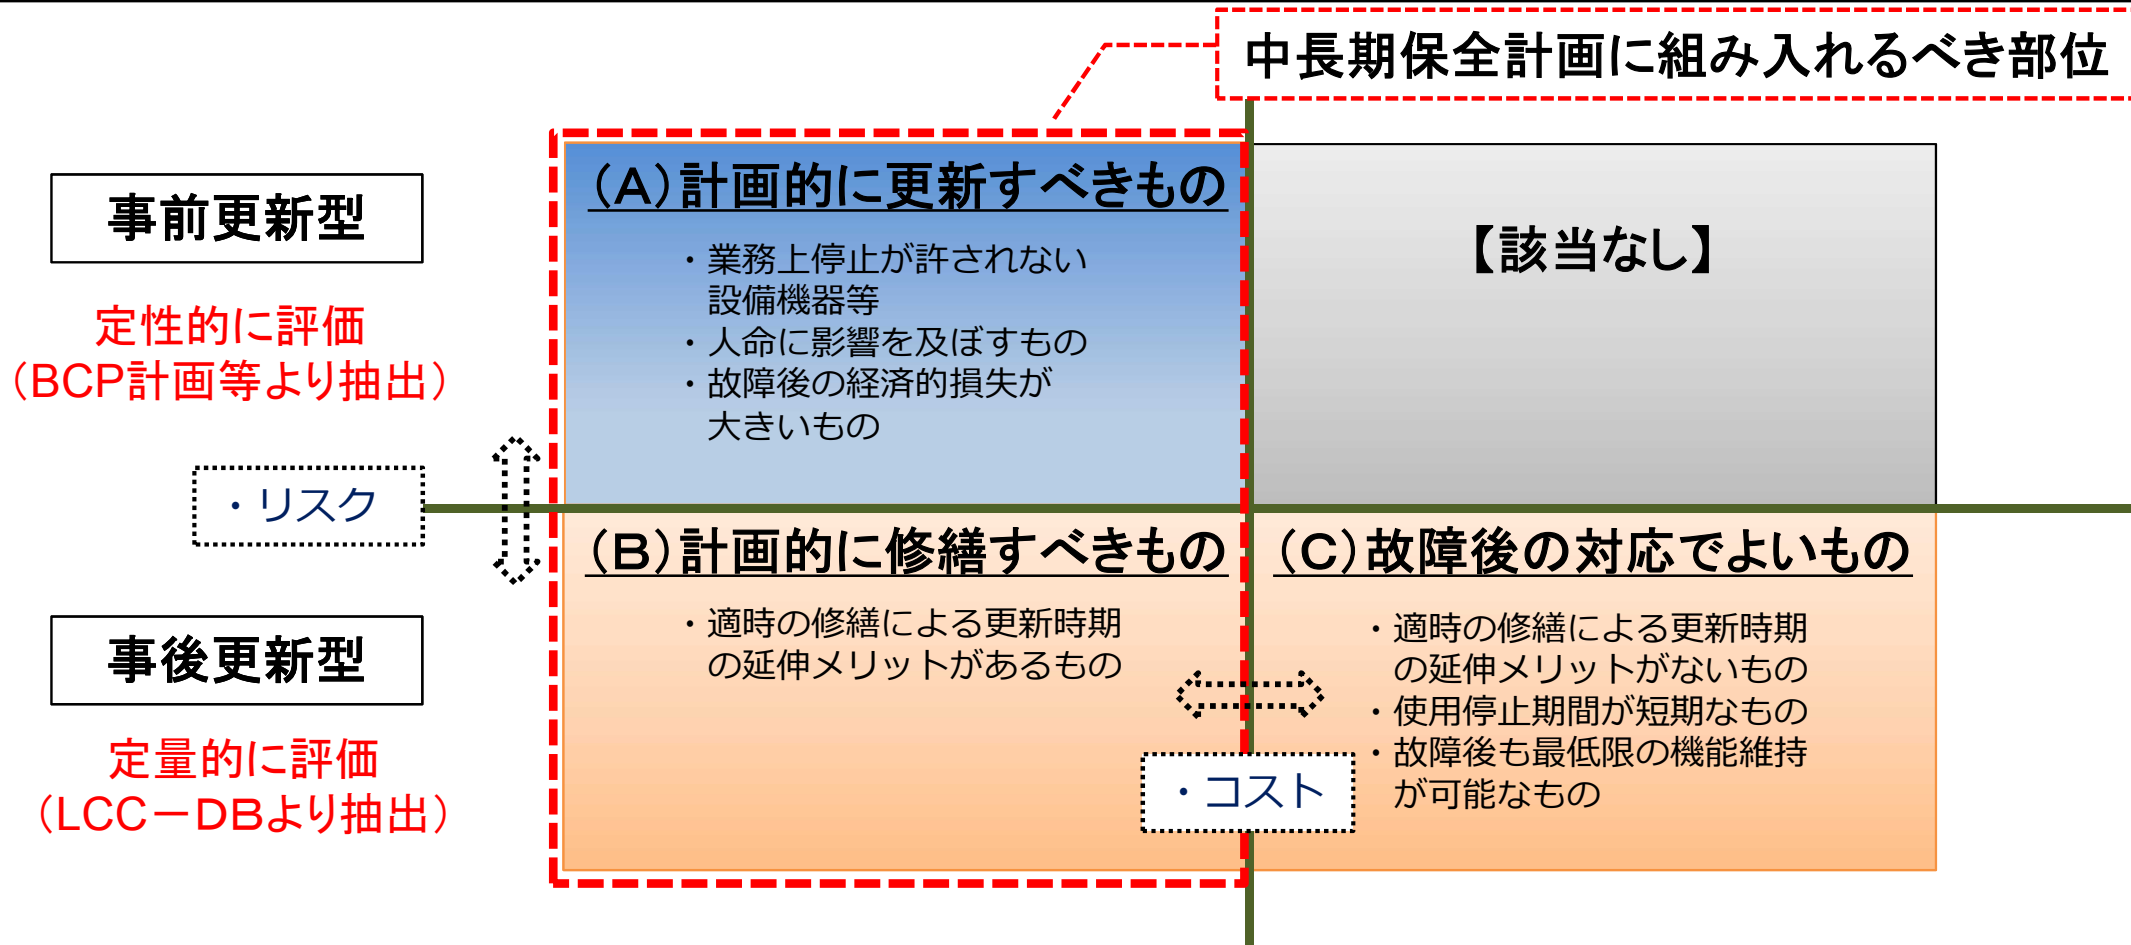 中長期保全計画に組み入れるべき部位
事前更新型
定性的に評価
（BCP計画等より抽出）
（A）計画的に更新すべきもの
・業務上停止が許されない
設備機器等
・人命に影響を及ぼすもの
・故障後の経済的損失が
大きいもの
【該当なし】
・リスク
事後更新型
定量的に評価
（LCC－DBより抽出）
（B）計画的に修繕すべきもの
・適時の修繕による更新時期
の延伸メリットがあるもの
（C）故障後の対応でよいもの
・適時の修繕による更新時期
の延伸メリットがないもの
・使用停止期間が短期なもの
・故障後も最低限の機能維持
が可能なもの
・コスト